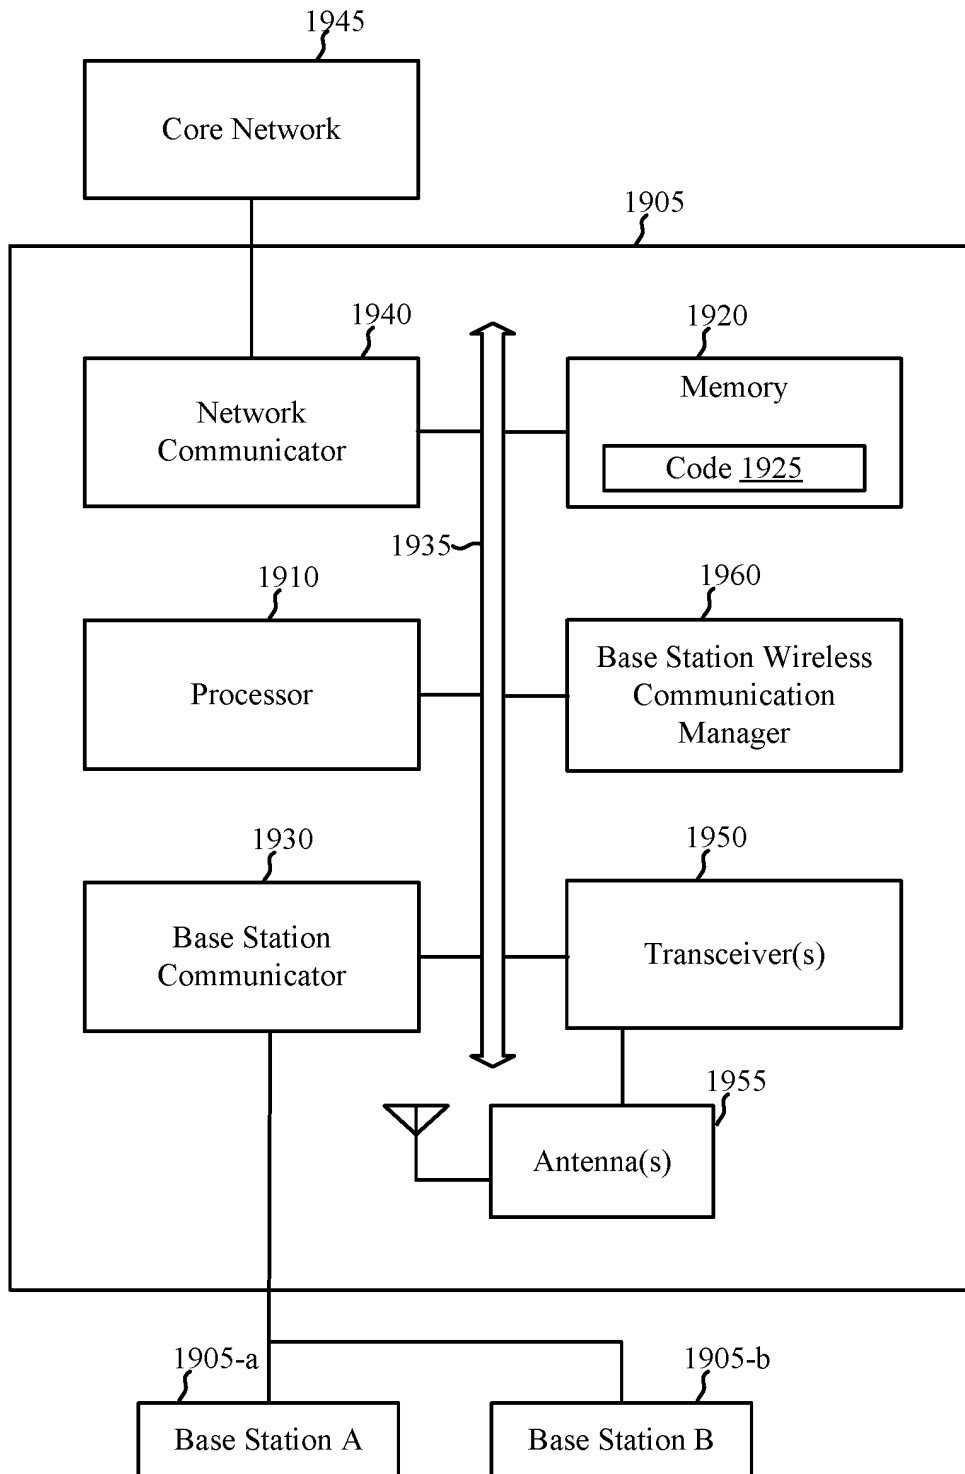 1945
Core Network
1905
1940
1920
Network
Communicator
Memory
Code 1925
1935
1910
1960
Processor
Base Station Wireless
Communication
Manager
1930
1950
Base Station
Communicator
Transceiver(s)
1955
Antenna(s)
1905-a
1905-b
Base Station A
Base Station B